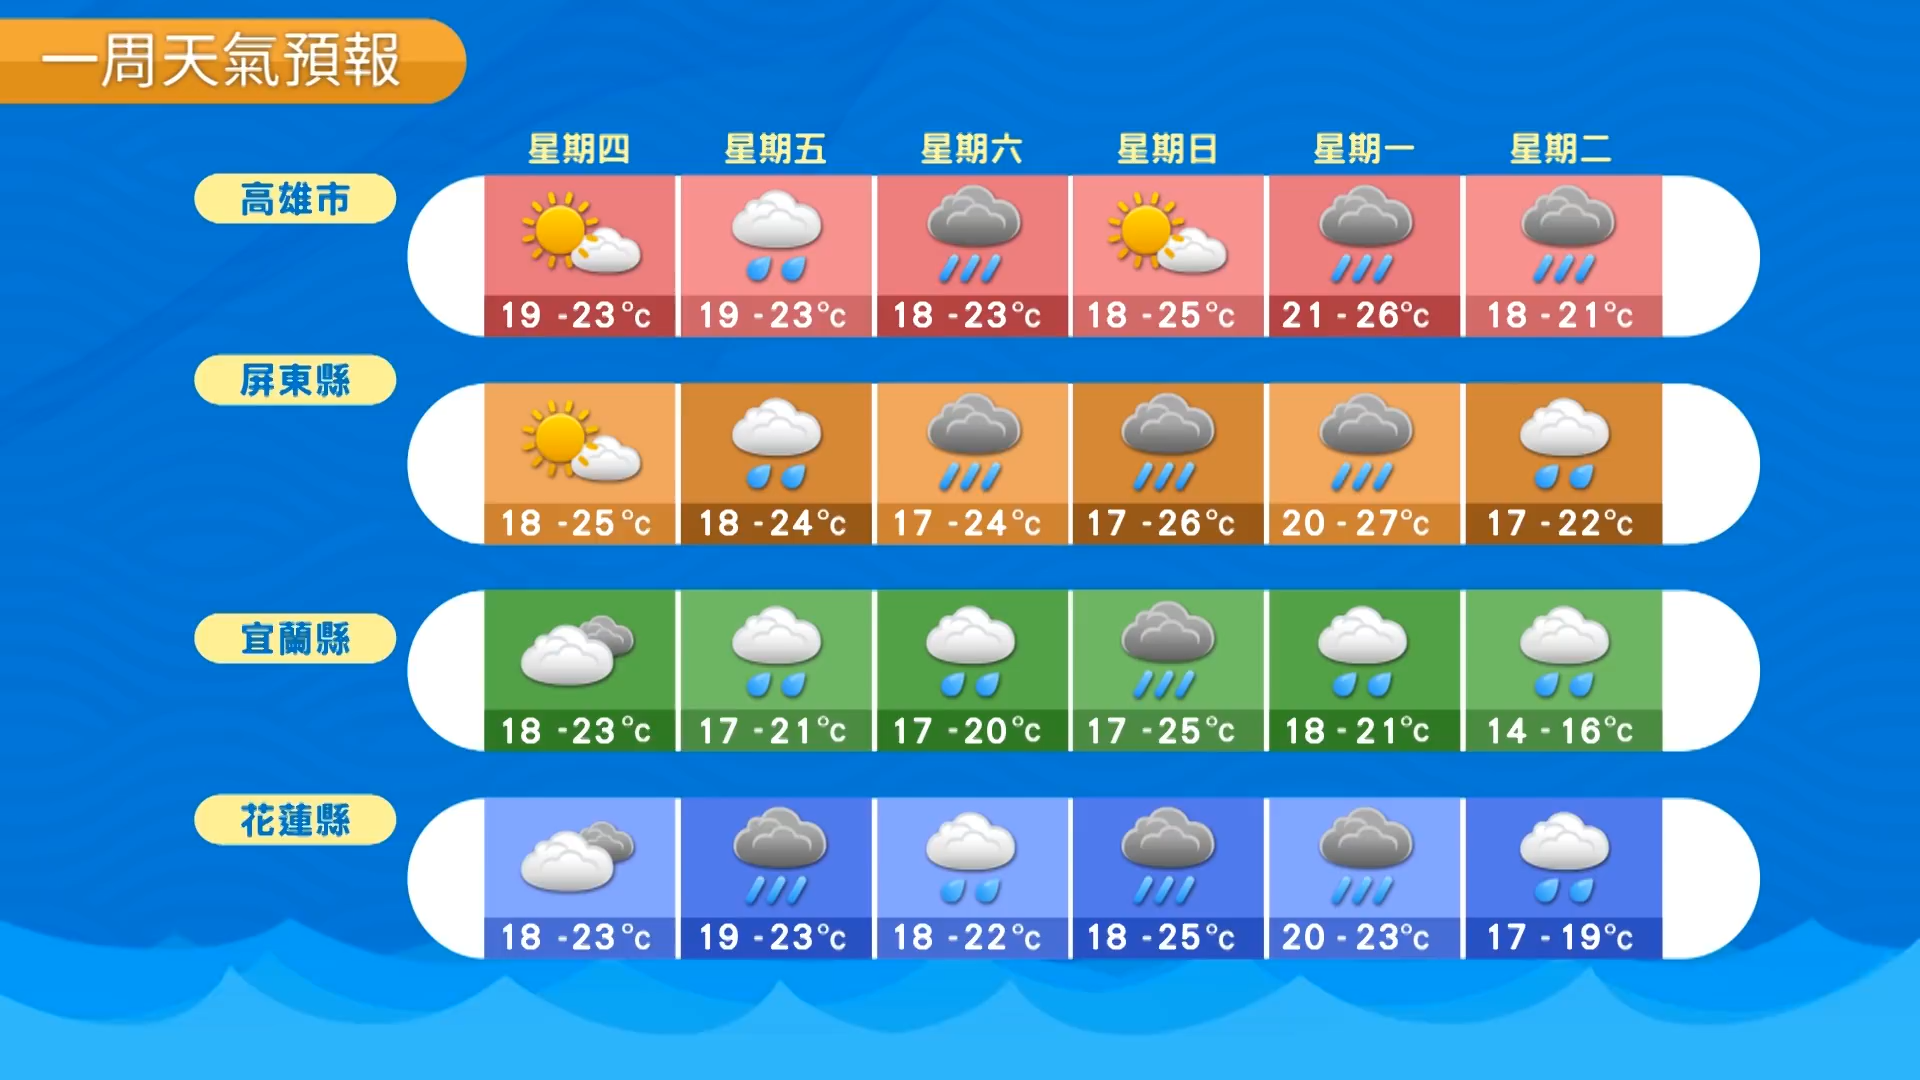 一周天氣預報
星期四 星期五 星期六 星期日 星期一 星期二
高雄市
19 -23°C 19 -23°C 18 -23°C 18 -25°C 21 - 26°C 18 - 21°C
屏東縣
18 -25°C 18 -24°C 17 -24°C 17 -26°C 20 - 27°C 17 - 22°C
宜蘭縣
18 -23°C 17 -21°C 17 -20°C 17 -25°C 18 - 21°C 14 - 16°C
花蓮縣
18 -23°C 19 -23°C 18 -22°C 18 -25°C 20 - 23°C 17 - 19°C